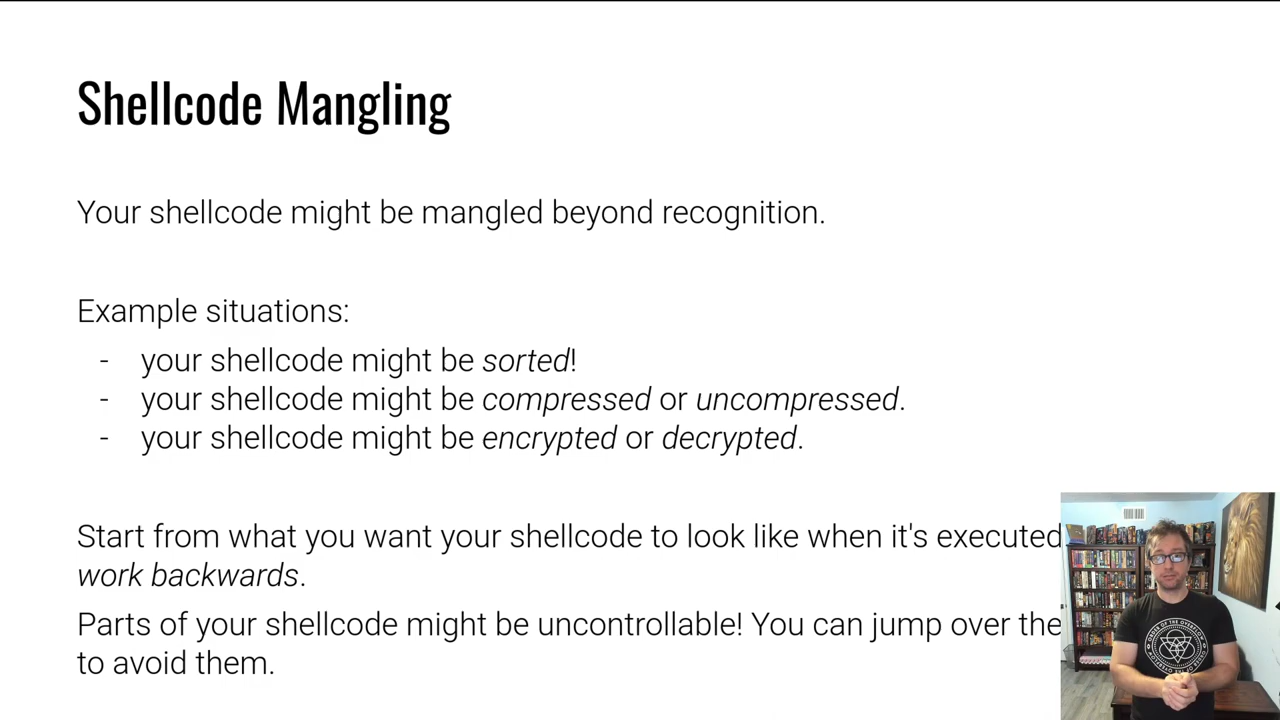 Shellcode Mangling
Your shellcode might be mangled beyond recognition.
Example situations:
- your shellcode might be sorted!
- your shellcode might be compressed or uncompressed.
- your shellcode might be encrypted or decrypted.
Start from what you want your shellcode to look like when it's executed
work backwards.
Parts of your shellcode might be uncontrollable! You can jump over the
to avoid them.